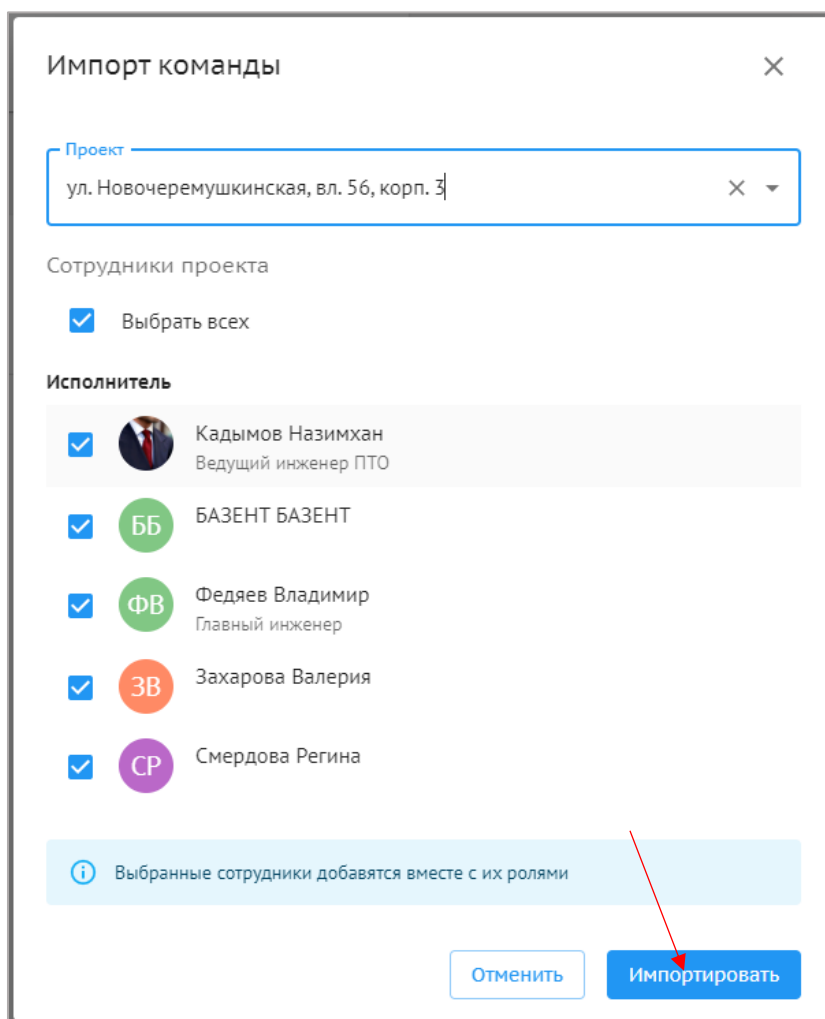 Импорт команды
Проект
ул. Новочеремушкинская, вл. 56, корп. 3
Сотрудники проекта
Выбрать всех
Исполнитель
Кадымов Назимхан
Ведущий инженер ПТО
ББ
БАЗЕНТ БАЗЕНТ
ФВ
Федяев Владимир
Главный инженер
ЗВ
Захарова Валерия
СР
Смердова Регина
Выбранные сотрудники добавятся вместе с их ролями
Отменить
Импортировать